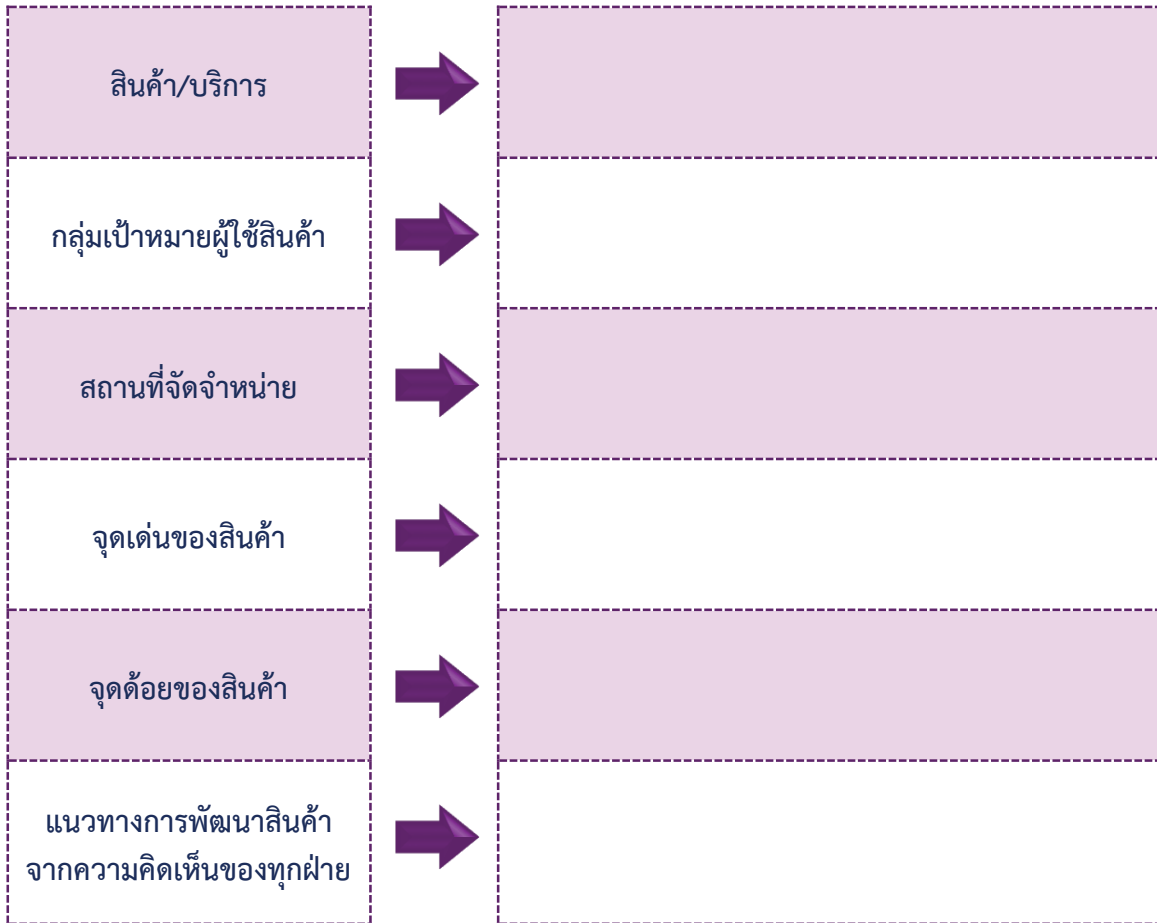 สินค้า/บริการ
กลุ่มเป้าหมายผู้ใช้สินค้า
สถานที่จัดจำหน่าย
จุดเด่นของสินค้า
จุดด้อยของสินค้า
แนวทางการพัฒนาสินค้า
จากความคิดเห็นของทุกฝ่าย